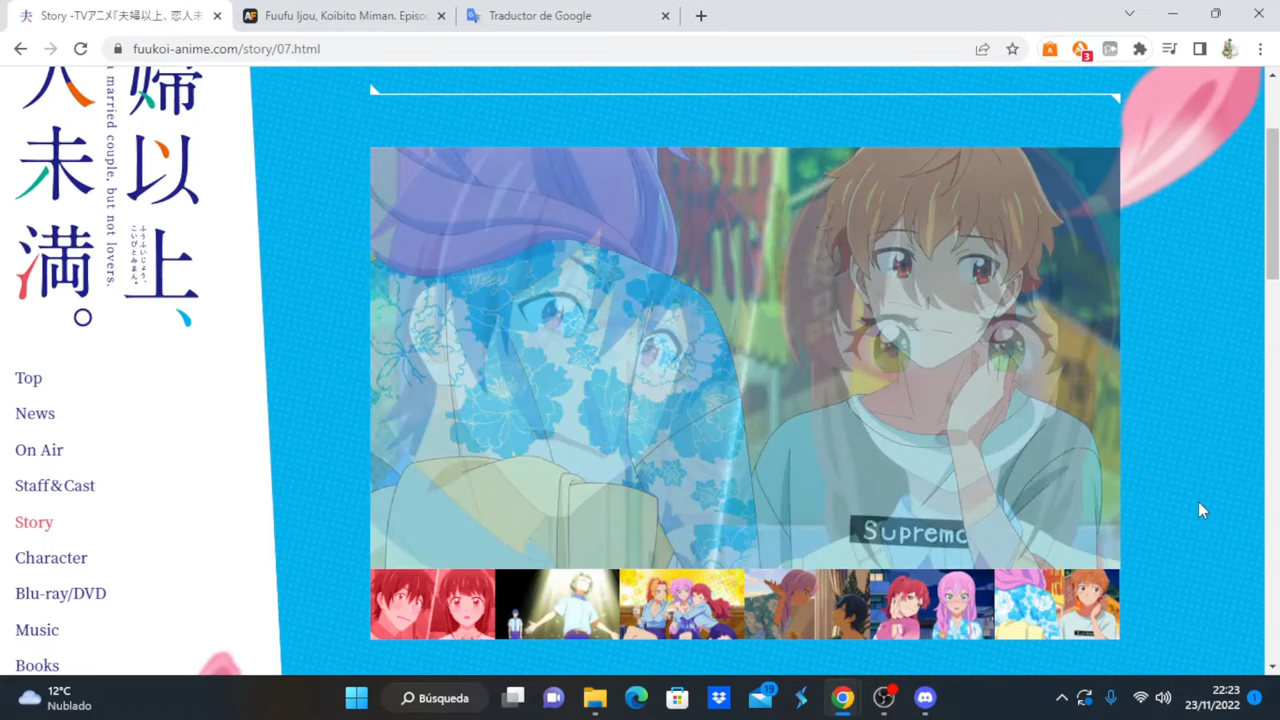 Story -TVアニメ『夫婦以上、恋人未
Fuufu Ijou, Koibito Miman. Episo
Traductor de Google
fuukoi-anime.com/story/07.html
3
婦以上、
人未満。
married couple, but not lovers.
ふうふいじょう、
こいびとみまん。
Top
News
On Air
Staff&Cast
Story
Character
Blu-ray/DVD
Music
Books
Supreme
12°C
Nublado
Búsqueda
19
22:23
23/11/2022
1